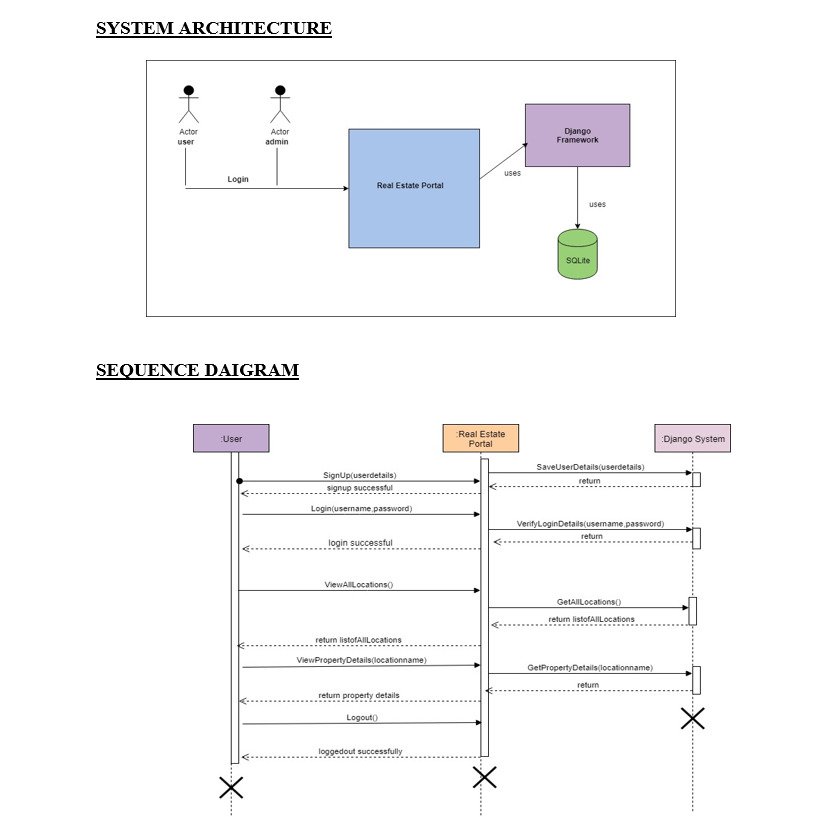 SYSTEM ARCHITECTURE
Actor
user
Actor
admin
Login
Real Estate Portal
uses
Django
Framework
uses
SQLite
SEQUENCE DAIGRAM
:User
:Real Estate
Portal
:Django System
SignUp(userdetails)
SaveUserDetails(userdetails)
return
signup successful
Login(username,password)
VerifyLoginDetails(username,password)
return
login successful
ViewAllLocations()
GetAllLocations()
return listofAllLocations
return listofAllLocations
ViewPropertyDetails(locationname)
GetPropertyDetails(locationname)
return
return property details
Logout()
loggedout successfully